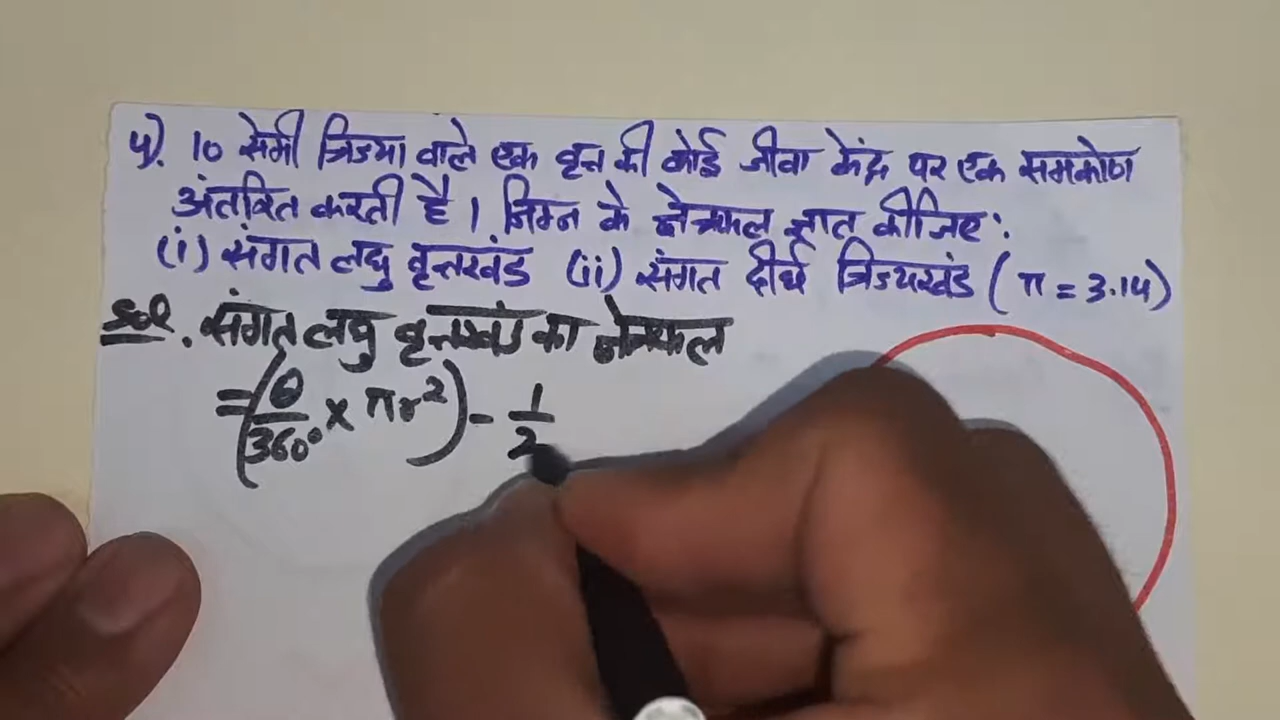 4). 10 सेमी त्रिज्या वाले एक वृत्त की कोई जीवा केंद्र पर एक समकोण
अंतरित करती है। निम्न के क्षेत्रफल ज्ञात कीजिए:
(i) संगत लघु वृत्तखंड (ii) संगत दीर्घ त्रिज्यखंड (π = 3.14)
Sol. संगत लघु वृत्तखंड का क्षेत्रफल
= (θ/360° × πr²) - 1/2